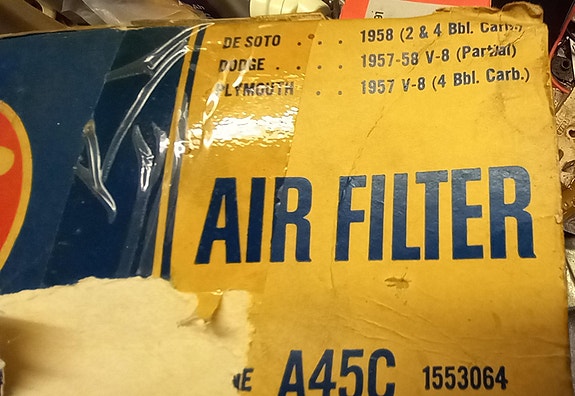 DE SOTO . . . 1958 (2 & 4 Bbl. Carb.)
DODGE . . . . 1957-58 V-8 (Partial)
PLYMOUTH . . 1957 V-8 (4 Bbl. Carb.)
AIR FILTER
A45C 1553064